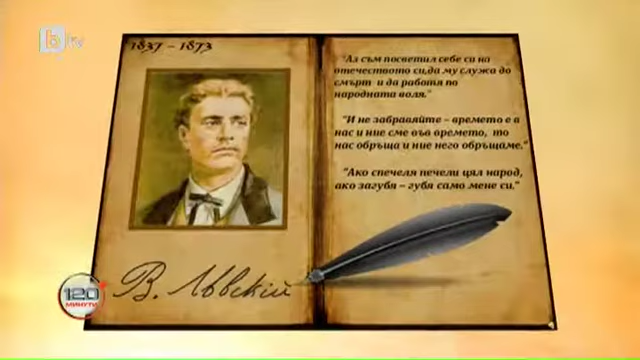 btv
1837 – 1873
"Аз съм посветил себе си на
отечеството си,да му служа до
смърт и да работя по
народната воля."
"И не забравяйте – времето е в
нас и ние сме във времето, то
нас обръща и ние него обръщаме."
"Ако спечеля печели цял народ,
ако загубя – губя само мене си."
В. Лѣвскій
120
МИНУТИ